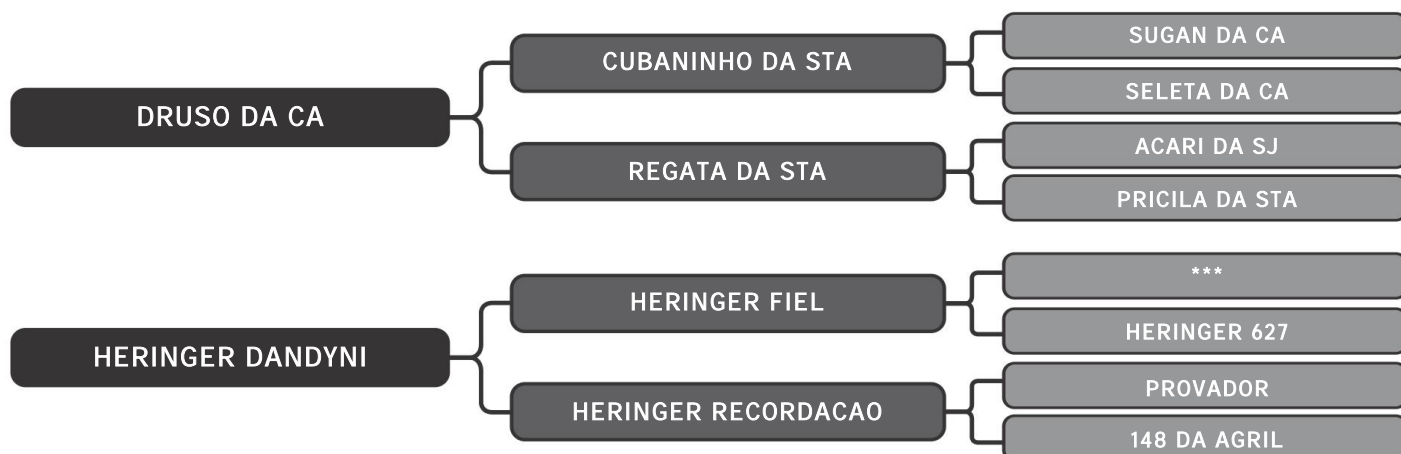 DRUSO DA CA
CUBANINHO DA STA
SUGAN DA CA
SELETA DA CA
REGATA DA STA
ACARI DA SJ
PRICILA DA STA
HERINGER DANDYNI
HERINGER FIEL
***
HERINGER 627
HERINGER RECORDACAO
PROVADOR
148 DA AGRIL